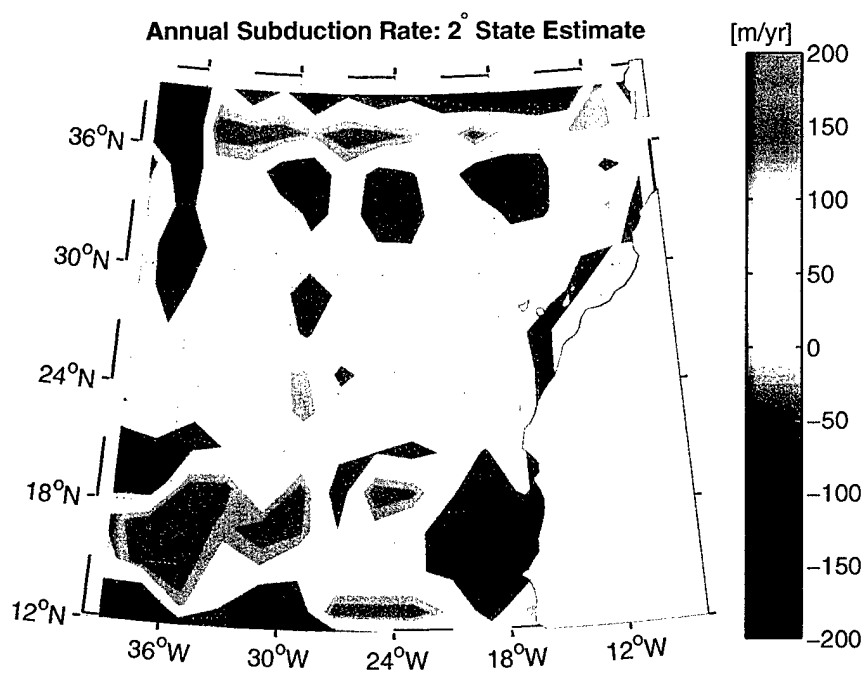 Annual Subduction Rate: 2° State Estimate
[m/yr]
200
150
100
50
0
−50
−100
−150
−200
36°N
30°N
24°N
18°N
12°N
36°W
30°W
24°W
18°W
12°W